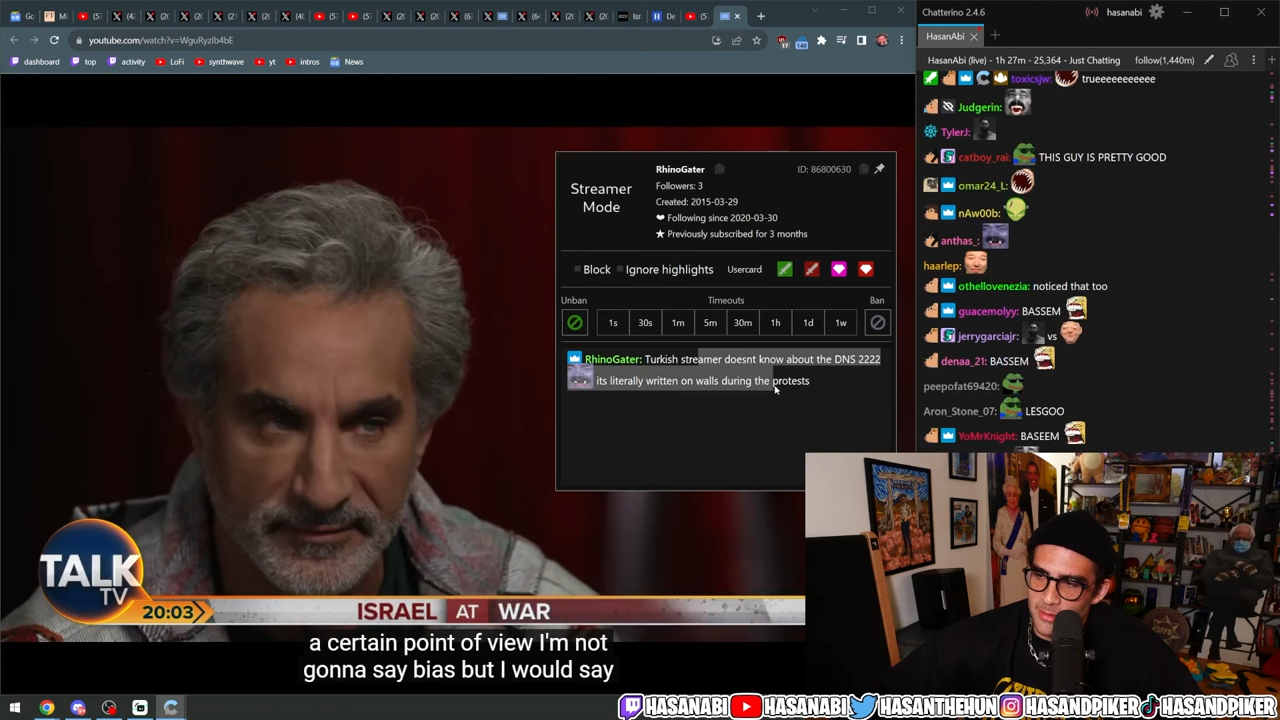 youtube.com/watch?v=WguRyzIb4bE
dashboard
top
activity
LoFi
synthwave
yt
intros
News
Streamer
Mode
RhinoGater
ID: 86800630
Followers: 3
Created: 2015-03-29
Following since 2020-03-30
Previously subscribed for 3 months
Block
Ignore highlights
Usercard
Unban
Timeouts
Ban
1s
30s
1m
5m
30m
1h
1d
1w
RhinoGater: Turkish streamer doesnt know about the DNS 2222
its literally written on walls during the protests
TALK
TV
20:03
ISRAEL AT WAR
a certain point of view I'm not
gonna say bias but I would say
Chatterino 2.4.6
hasanabi
HasanAbi
HasanAbi (live) - 1h 27m - 25,364 - Just Chatting
follow(1,440m)
toxicsjw: trueeeeeeeeeee
Judgerin:
TylerJ:
catboy_rai: THIS GUY IS PRETTY GOOD
omar24_L:
nAw00b:
anthas_:
haarlep:
othellovenezia: noticed that too
guacemolyy: BASSEM
jerrygarciajr: vs
denaa_21: BASSEM
peepofat69420:
Aron_Stone_07: LESGOO
YoMrKnight: BASEEM
HASANABI
HASANABI
HASANTHEHUN
HASANDPIKER
HASANDPIKER